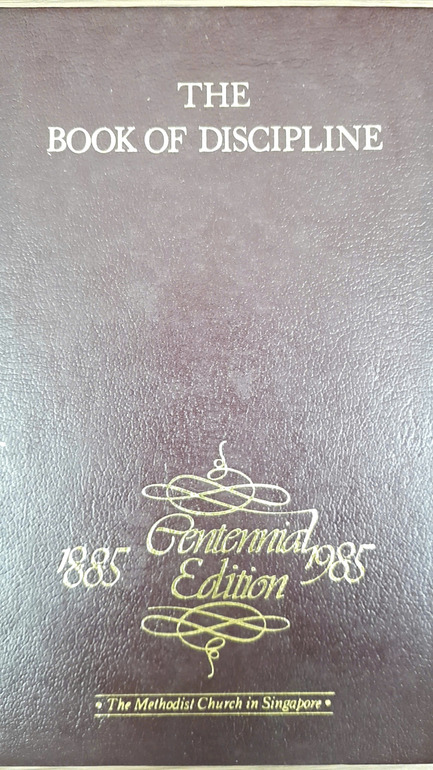 THE
BOOK OF DISCIPLINE
1885 Centennial 1985
Edition
• The Methodist Church in Singapore •